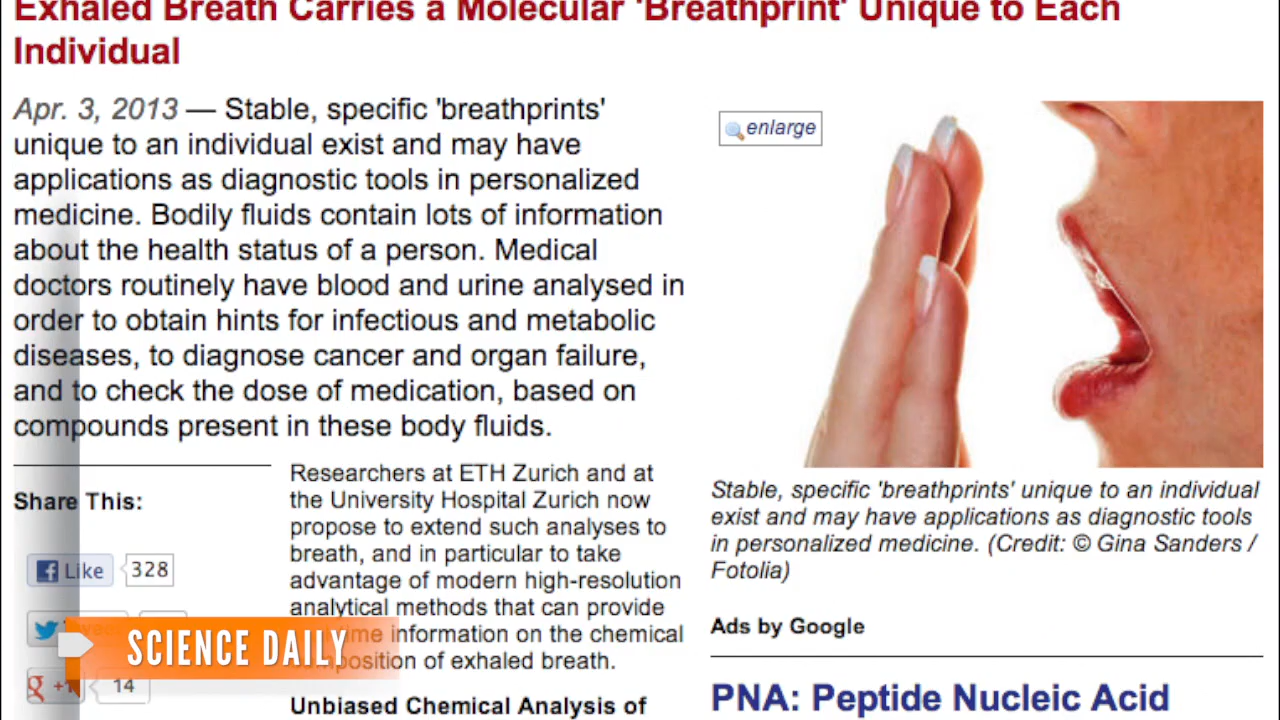 Exhaled Breath Carries a Molecular 'Breathprint' Unique to Each
Individual
Apr. 3, 2013 — Stable, specific 'breathprints'
unique to an individual exist and may have
applications as diagnostic tools in personalized
medicine. Bodily fluids contain lots of information
about the health status of a person. Medical
doctors routinely have blood and urine analysed in
order to obtain hints for infectious and metabolic
diseases, to diagnose cancer and organ failure,
and to check the dose of medication, based on
compounds present in these body fluids.
enlarge
Stable, specific 'breathprints' unique to an individual
exist and may have applications as diagnostic tools
in personalized medicine. (Credit: © Gina Sanders /
Fotolia)
Share This:
Like 328
g +1 14
Researchers at ETH Zurich and at
the University Hospital Zurich now
propose to extend such analyses to
breath, and in particular to take
advantage of modern high-resolution
analytical methods that can provide
information on the chemical
of exhaled breath.
Unbiased Chemical Analysis of
Ads by Google
PNA: Peptide Nucleic Acid
SCIENCE DAILY